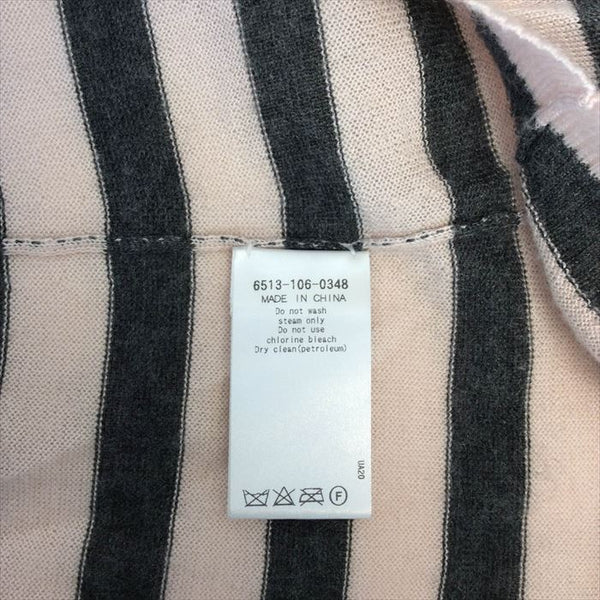 6513-106-0348
MADE IN CHINA
Do not wash
steam only
Do not use
chlorine bleach
Dry clean(petroleum)
UA20
F